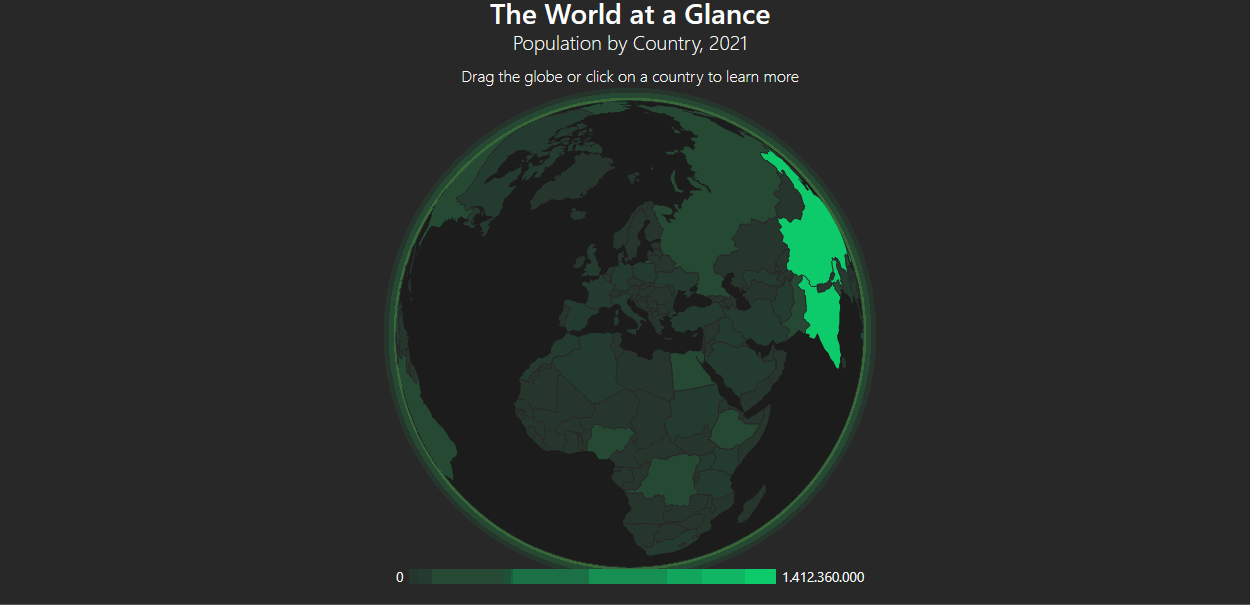 The World at a Glance
Population by Country, 2021
Drag the globe or click on a country to learn more
0
1.412.360.000